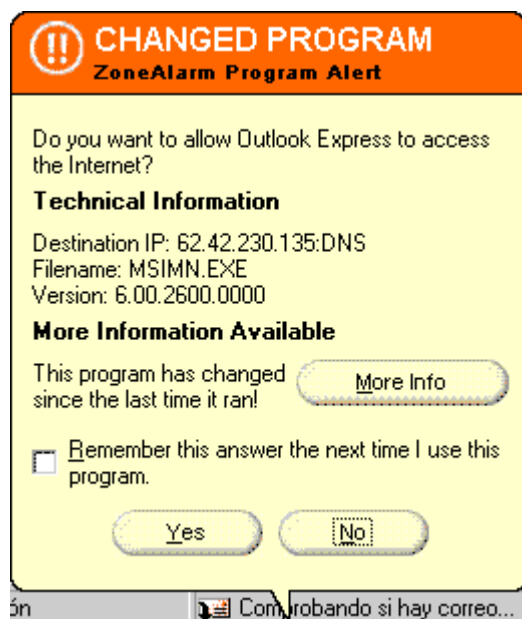 CHANGED PROGRAM
ZoneAlarm Program Alert
Do you want to allow Outlook Express to access
the Internet?
Technical Information
Destination IP: 62.42.230.135:DNS
Filename: MSIMN.EXE
Version: 6.00.2600.0000
More Information Available
This program has changed
since the last time it ran!
More Info
Remember this answer the next time I use this
program.
Yes No
ón Comprobando si hay correo...